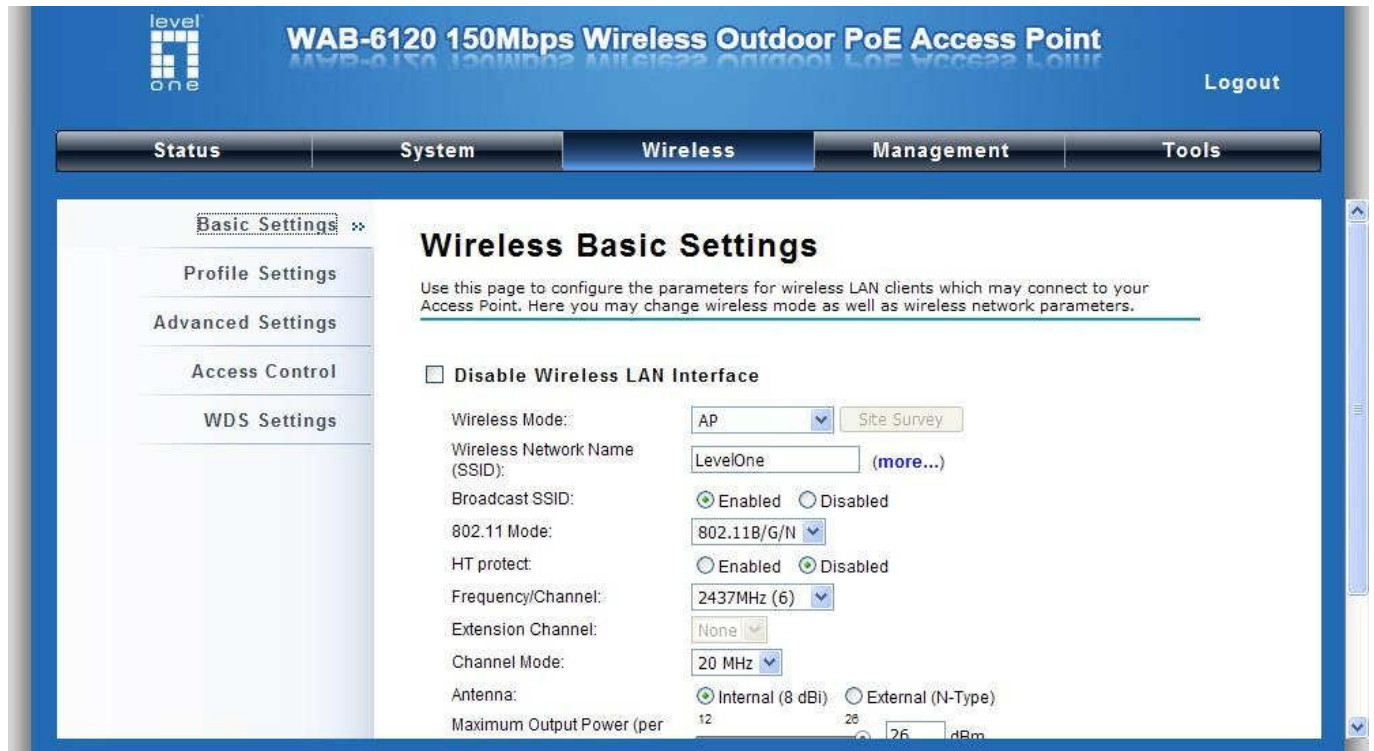 level
one
WAB-6120 150Mbps Wireless Outdoor PoE Access Point
Logout
Status System Wireless Management Tools
Basic Settings »
Profile Settings
Advanced Settings
Access Control
WDS Settings
Wireless Basic Settings
Use this page to configure the parameters for wireless LAN clients which may connect to your
Access Point. Here you may change wireless mode as well as wireless network parameters.
Disable Wireless LAN Interface
Wireless Mode: AP Site Survey
Wireless Network Name
(SSID): LevelOne (more...)
Broadcast SSID: Enabled Disabled
802.11 Mode: 802.11B/G/N
HT protect: Enabled Disabled
Frequency/Channel: 2437MHz (6)
Extension Channel: None
Channel Mode: 20 MHz
Antenna: Internal (8 dBi) External (N-Type)
Maximum Output Power (per 12 26 26 dBm